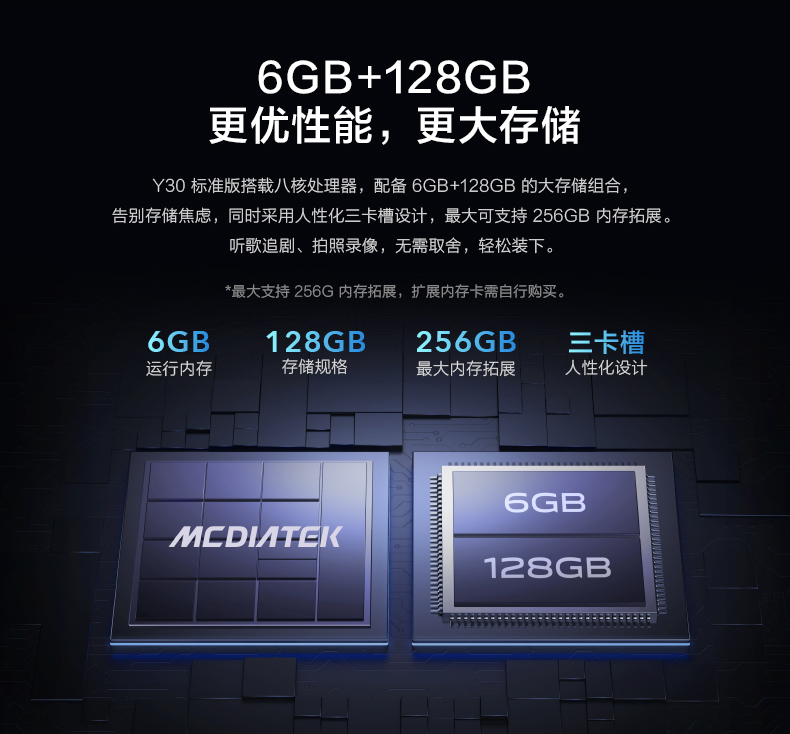 6GB+128GB
更优性能，更大存储
Y30 标准版搭载八核处理器，配备 6GB+128GB 的大存储组合，
告别存储焦虑，同时采用人性化三卡槽设计，最大可支持 256GB 内存拓展。
听歌追剧、拍照录像，无需取舍，轻松装下。
*最大支持 256G 内存拓展，扩展内存卡需自行购买。
6GB 128GB 256GB 三卡槽
运行内存 存储规格 最大内存拓展 人性化设计
MCDIATEK
6GB
128GB